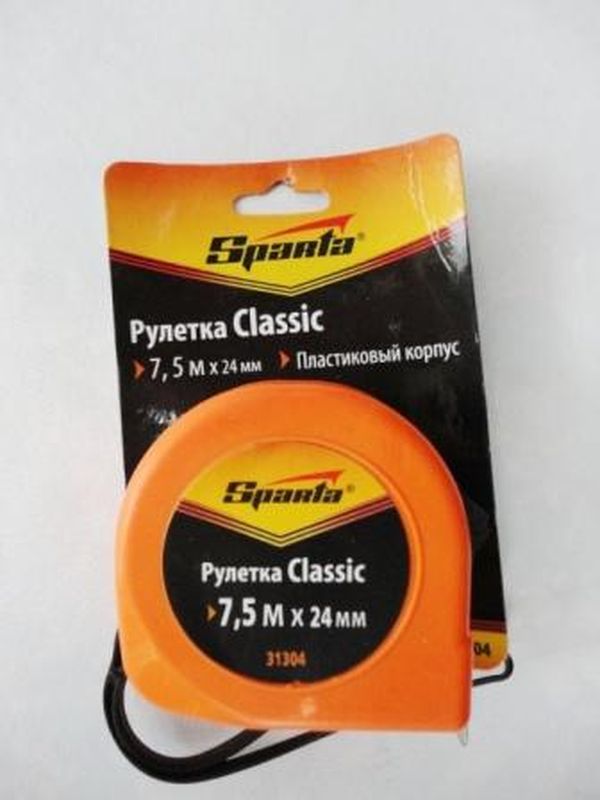 Sparta®
Рулетка Classic
7,5 м х 24 мм Пластиковый корпус
Sparta®
Рулетка Classic
7,5 м х 24 мм
31304
04